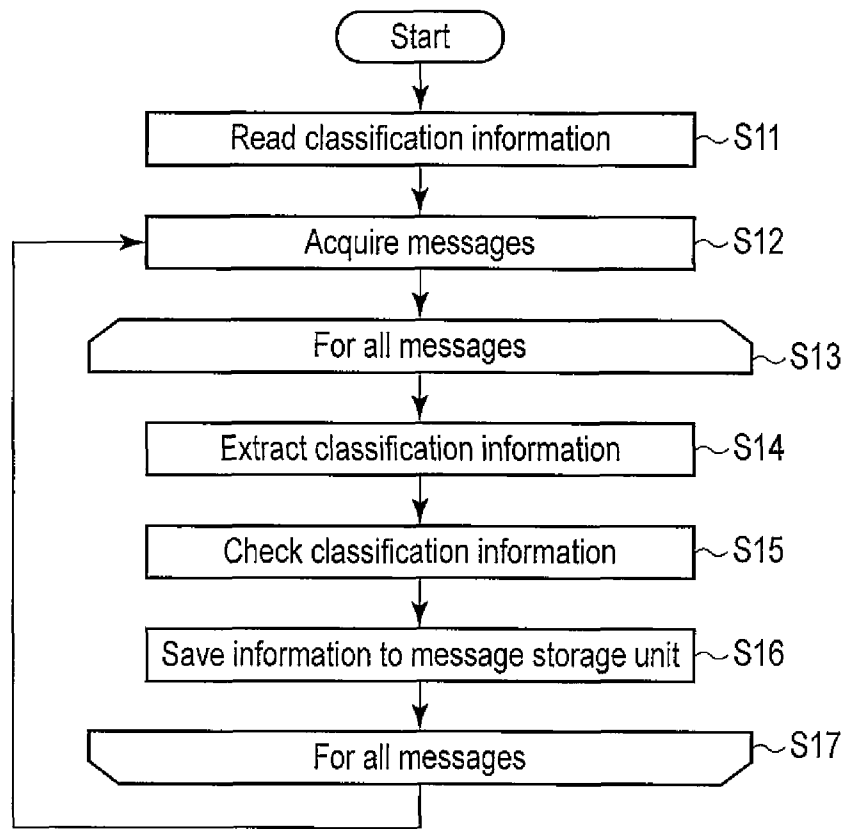 Start
Read classification information S11
Acquire messages S12
For all messages S13
Extract classification information S14
Check classification information S15
Save information to message storage unit S16
For all messages S17